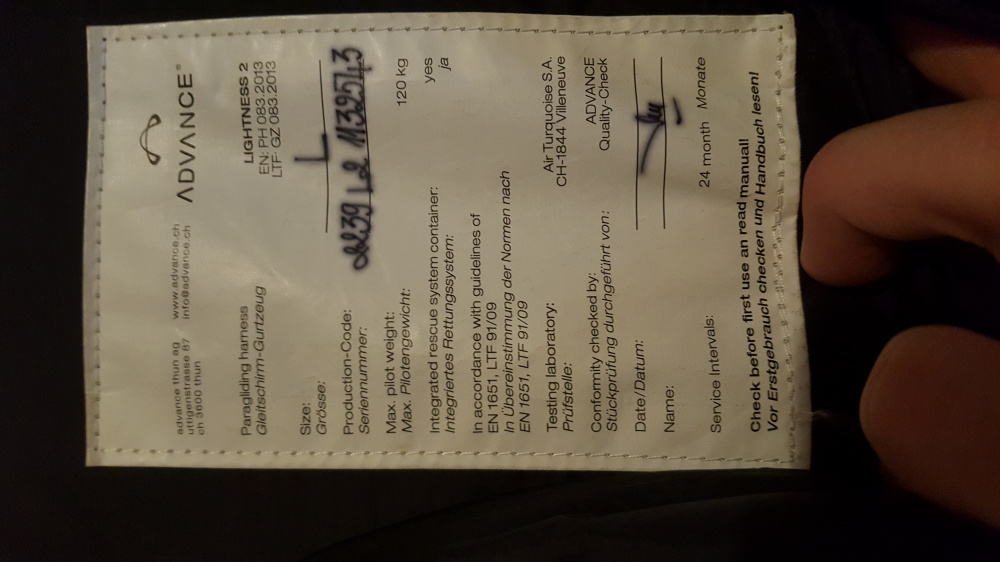 ADVANCE®
advance thun ag www.advance.ch
uttigenstrasse 87 info@advance.ch
ch 3600 thun
Paragliding harness LIGHTNESS 2
Gleitschirm-Gurtzeug EN: PH 083.2013
LTF: GZ 083.2013
Size: L
Grösse:
Production-Code:
Seriennummer:
Max. pilot weight: 120 kg
Max. Pilotengewicht:
Integrated rescue system container: yes
Integriertes Rettungssystem: ja
In accordance with guidelines of
EN 1651, LTF 91/09
In Übereinstimmung der Normen nach
EN 1651, LTF 91/09
Testing laboratory: Air Turquoise S.A.
Prüfstelle: CH-1844 Villeneuve
Conformity checked by: ADVANCE
Stückprüfung durchgeführt von: Quality-Check
Date/Datum:
Name:
Service Intervals: 24 month Monate
Check before first use an read manual!
Vor Erstgebrauch checken und Handbuch lesen!